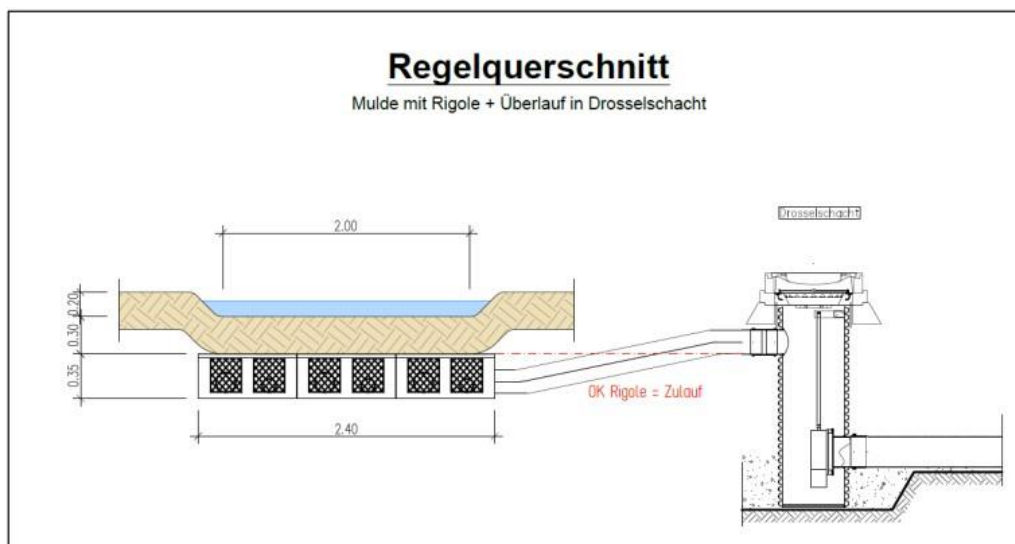 Regelquerschnitt
Mulde mit Rigole + Überlauf in Drosselschacht
Drosselschacht
2.00
0.20
0.30
0.35
OK Rigole = Zulauf
2.40